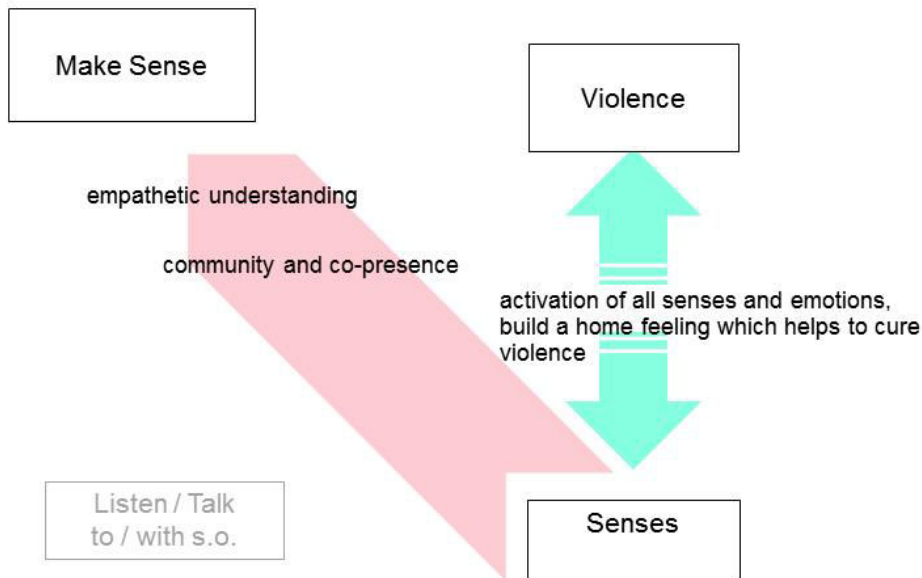 Make Sense
Violence
empathetic understanding
community and co-presence
activation of all senses and emotions,
build a home feeling which helps to cure
violence
Listen / Talk
to / with s.o.
Senses